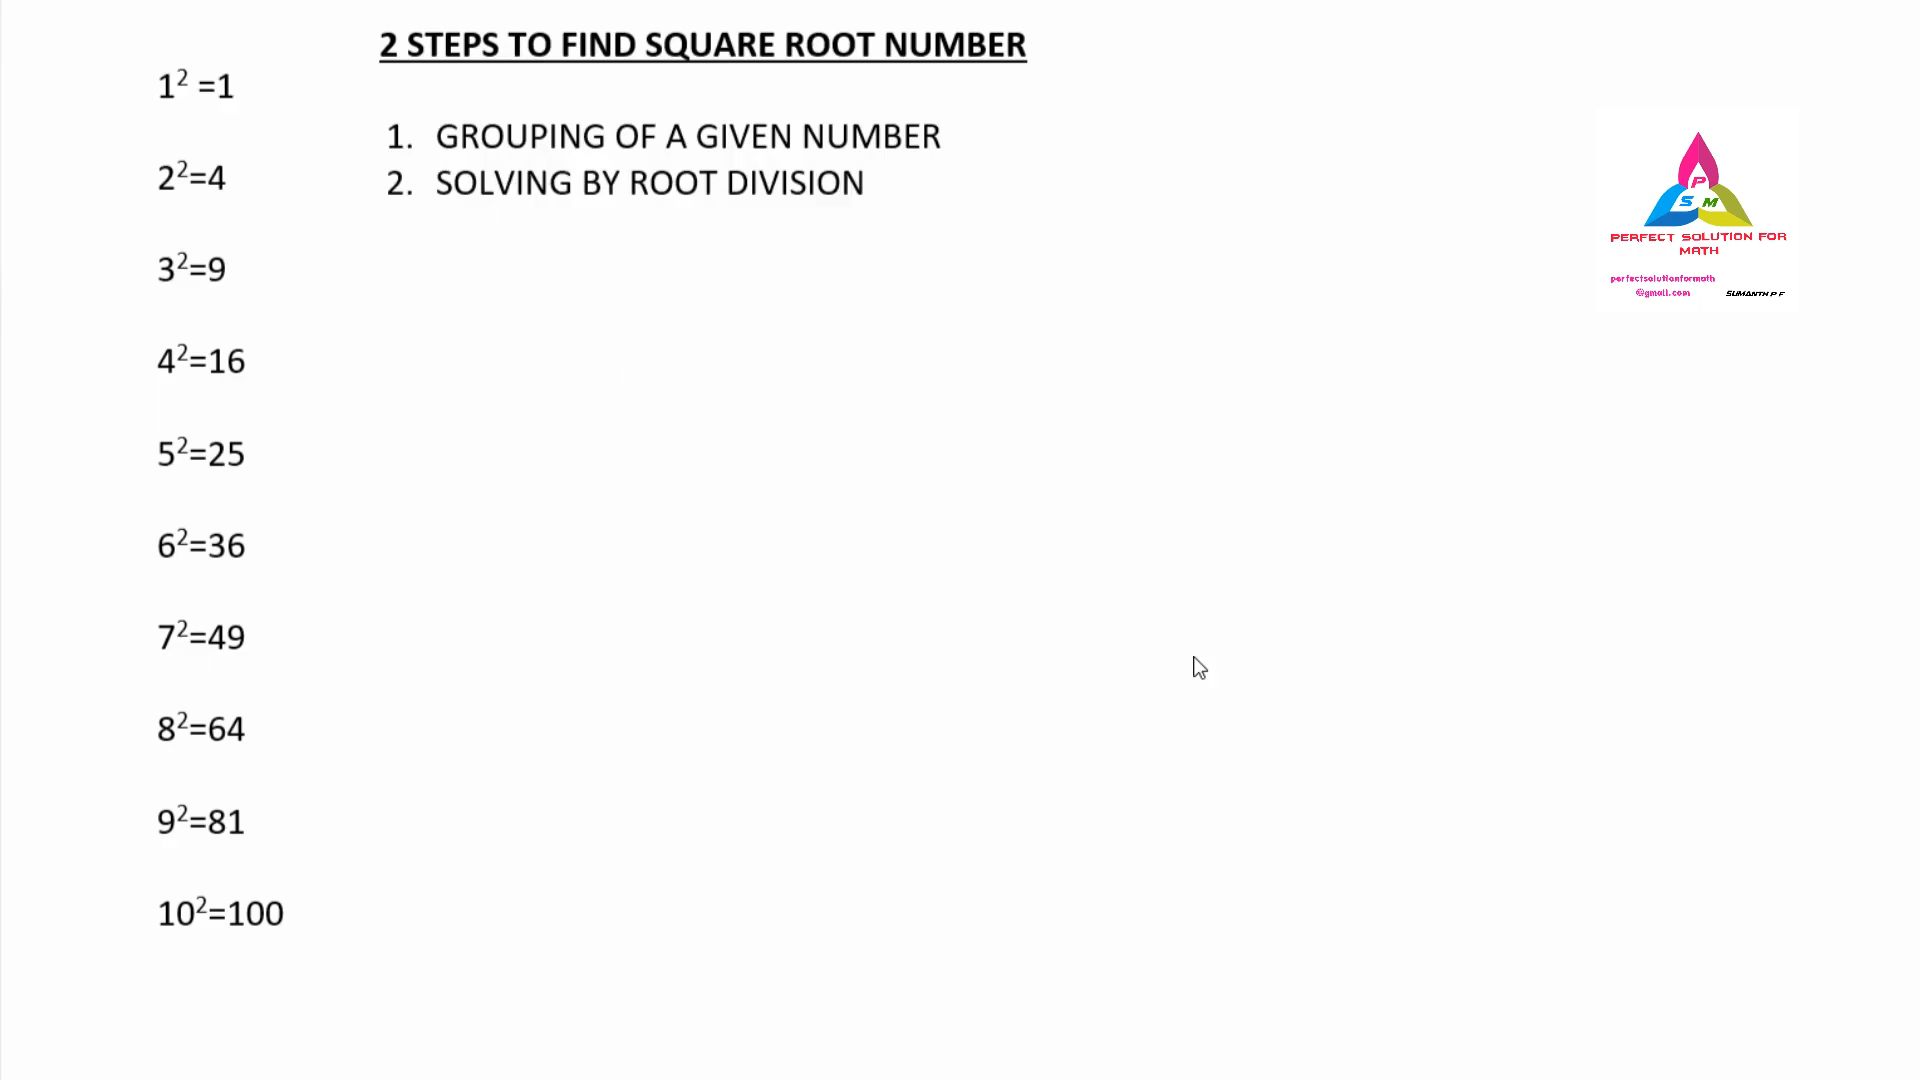 2 STEPS TO FIND SQUARE ROOT NUMBER
1² =1
1. GROUPING OF A GIVEN NUMBER
2. SOLVING BY ROOT DIVISION
2²=4
3²=9
4²=16
5²=25
6²=36
7²=49
8²=64
9²=81
10²=100
P
S M
PERFECT SOLUTION FOR
MATH
perfectsolutionformath
@gmail.com
SUMANTH P F